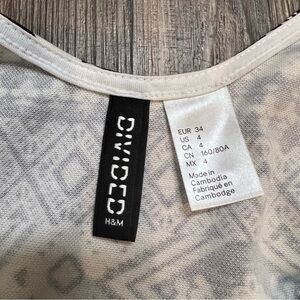 DIVIDED
H&M
EUR 34
US 4
CA 4
CN 160/80A
MX 4
Made in
Cambodia
Fabriqué en
Cambodge